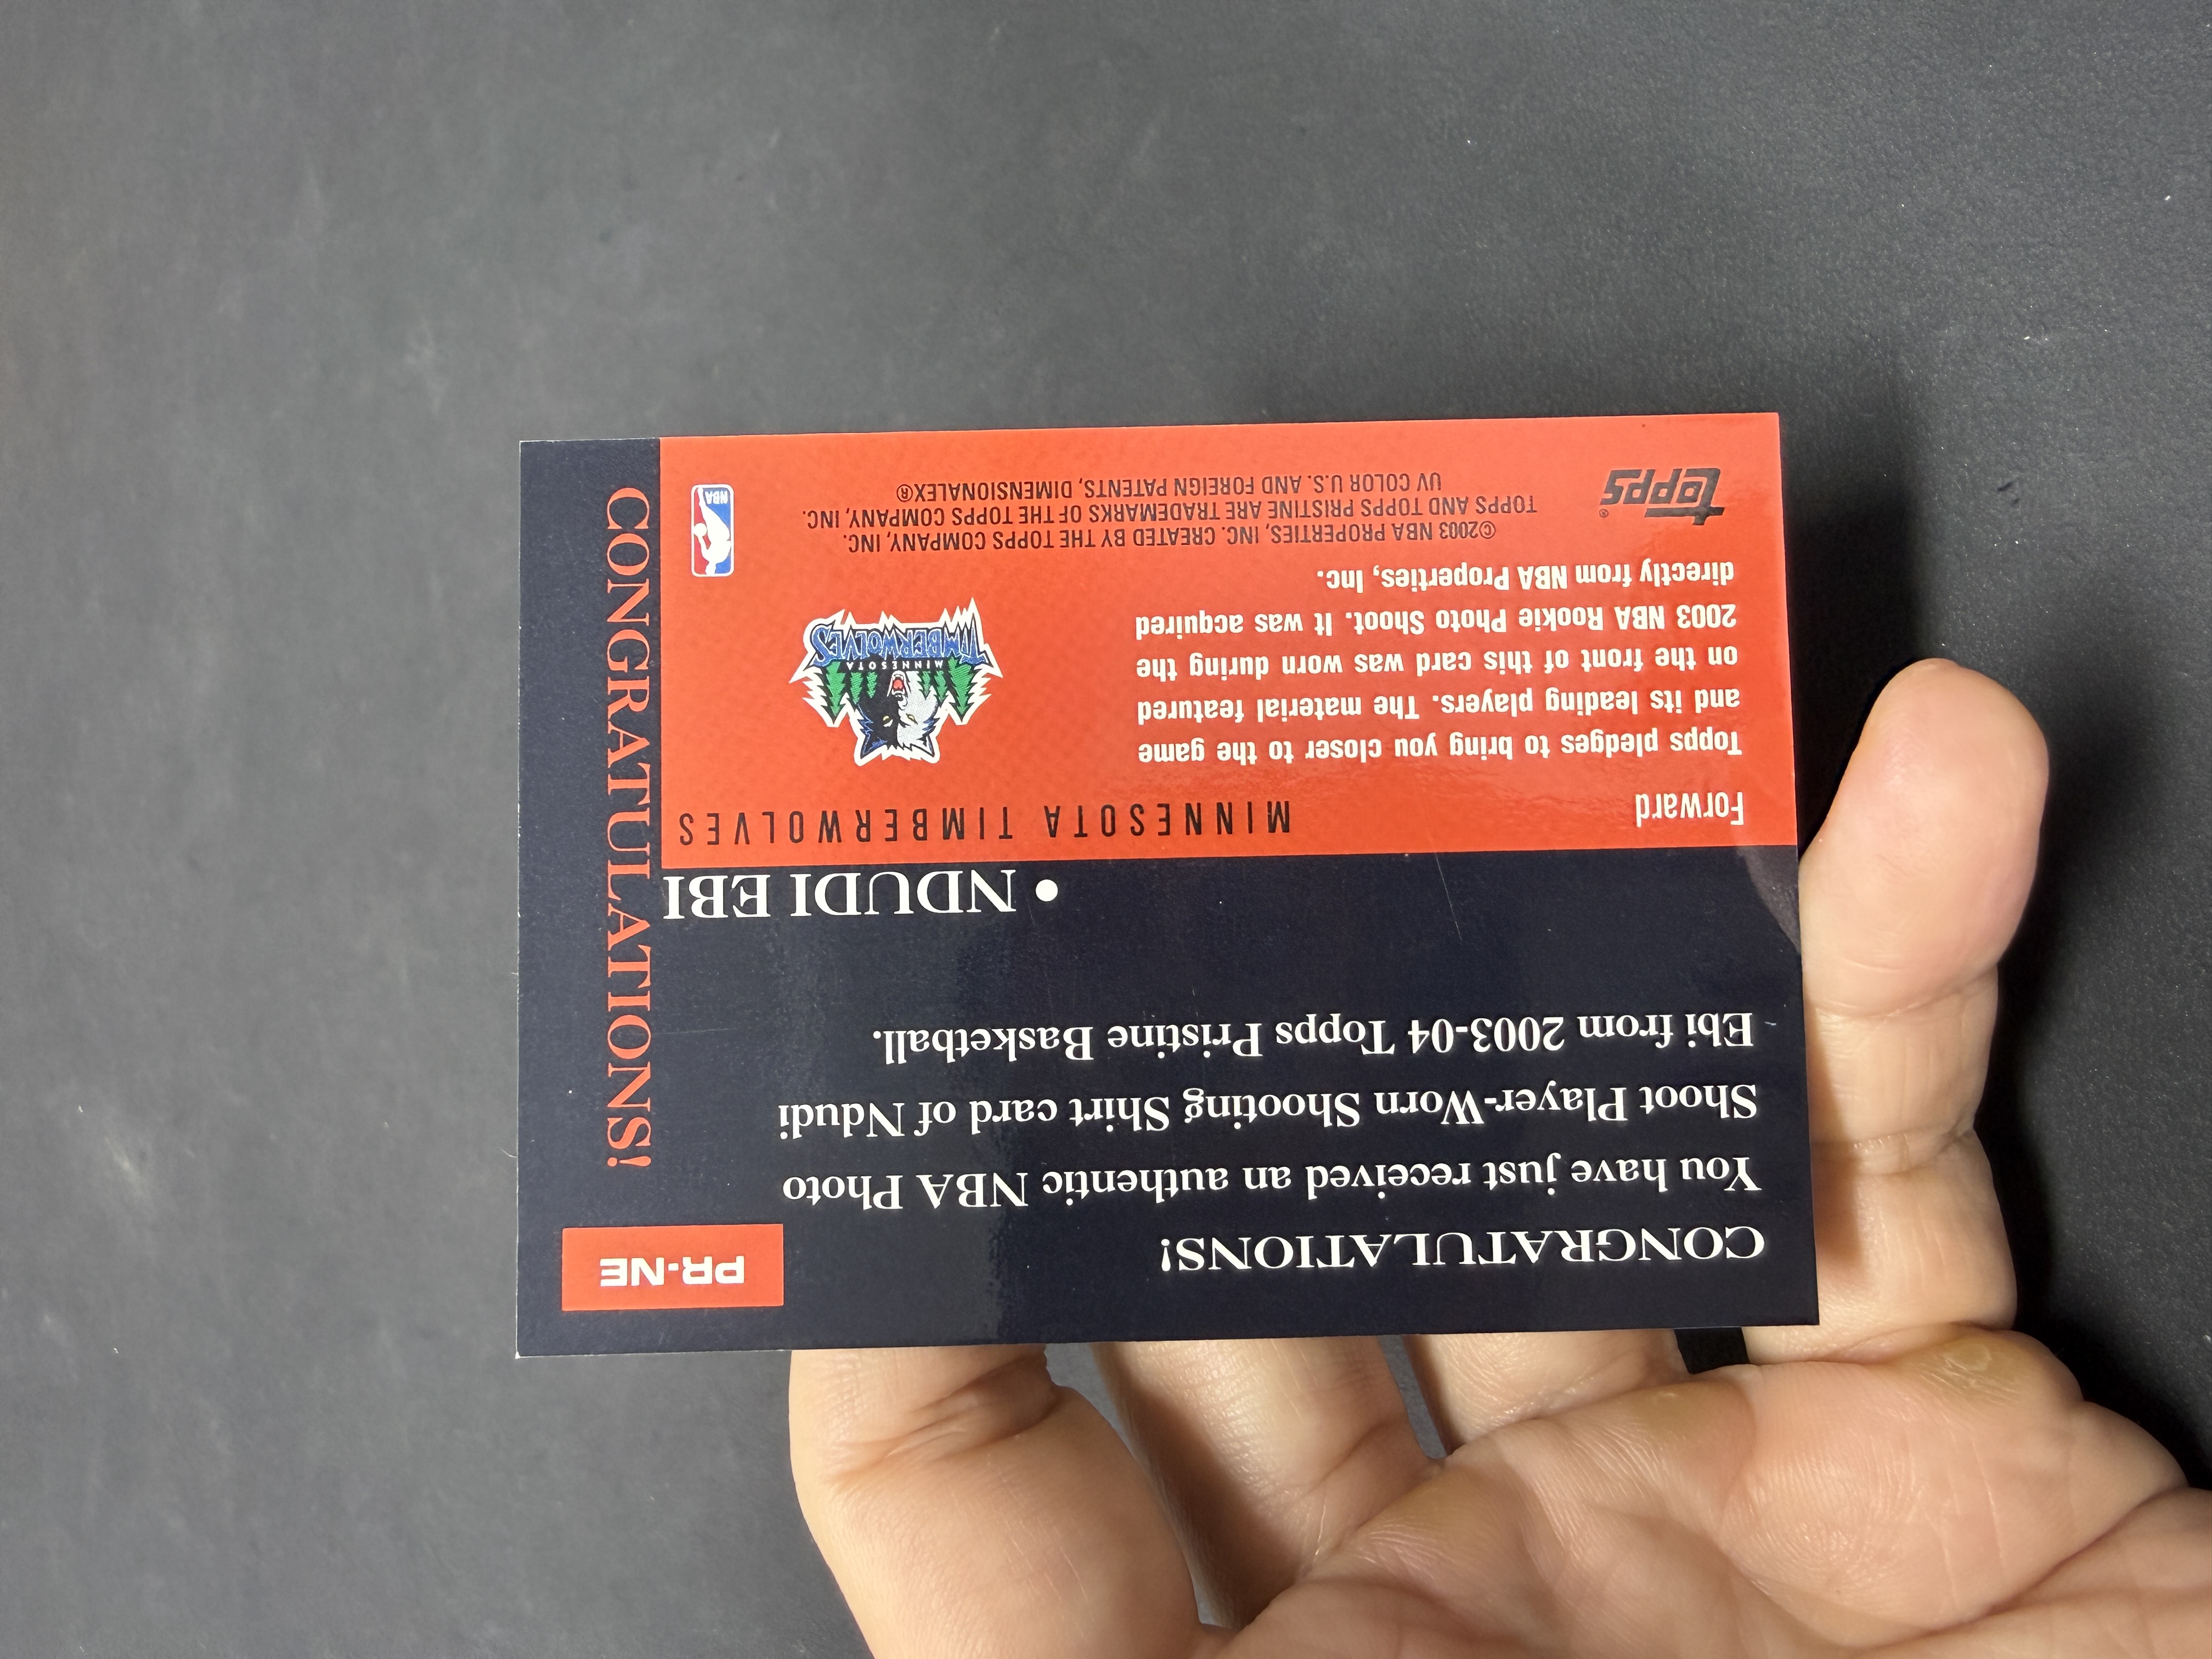 PR-NE
CONGRATULATIONS!
You have just received an authentic NBA Photo
Shoot Player-Worn Shooting Shirt card of Ndudi
Ebi from 2003-04 Topps Pristine Basketball.
CONGRATULATIONS!
• NDUDI EBI
Forward
MINNESOTA TIMBERWOLVES
Topps pledges to bring you closer to the game
and its leading players. The material featured
on the front of this card was worn during the
2003 NBA Rookie Photo Shoot. It was acquired
directly from NBA Properties, Inc.
MINNESOTA
TIMBERWOLVES
©2003 NBA PROPERTIES, INC. CREATED BY THE TOPPS COMPANY, INC.
TOPPS AND TOPPS PRISTINE ARE TRADEMARKS OF THE TOPPS COMPANY, INC.
UV COLOR U.S. AND FOREIGN PATENTS, DIMENSIONALEX®
topps®
NBA